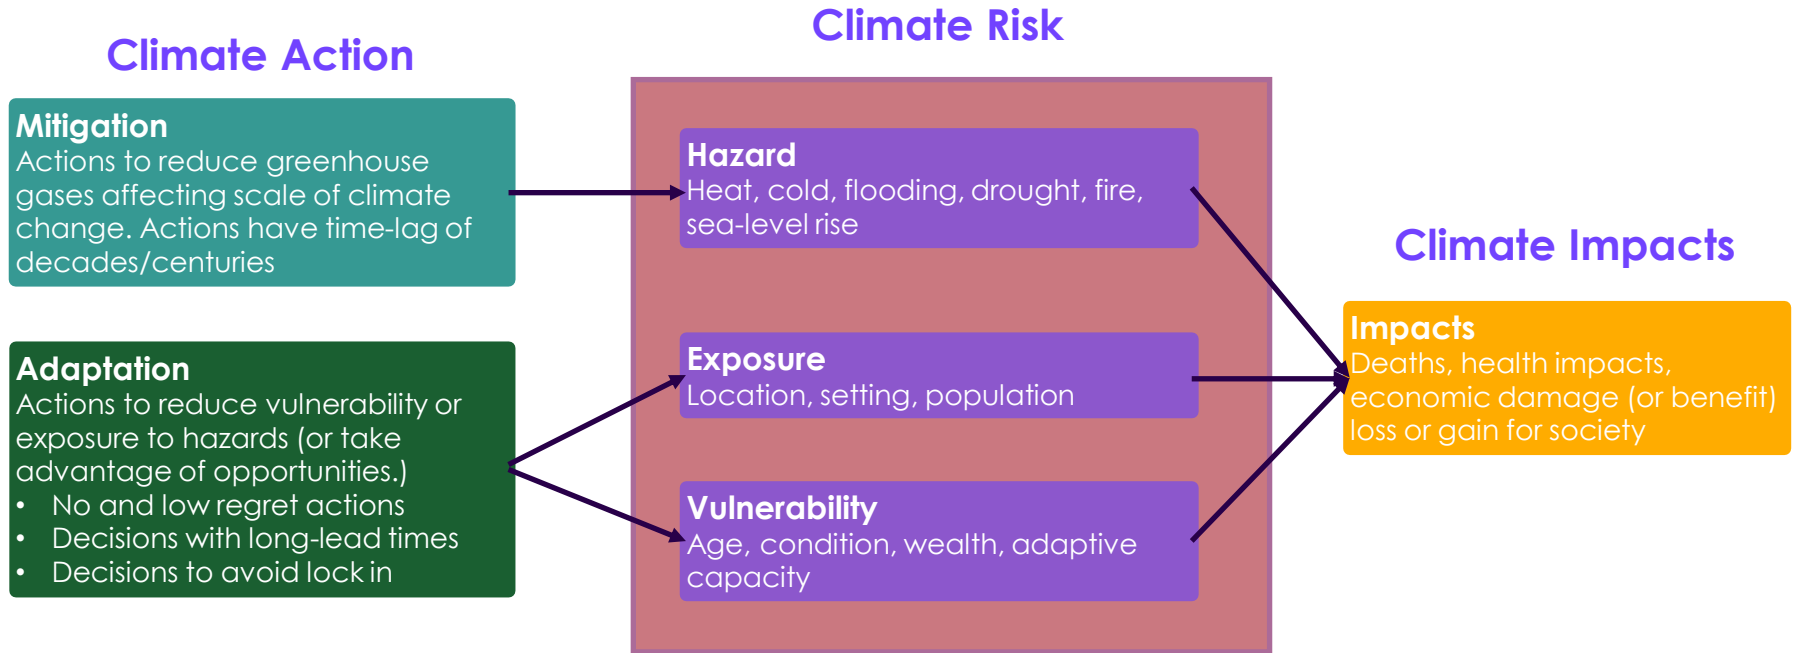 Climate Action
Mitigation
Actions to reduce greenhouse
gases affecting scale of climate
change. Actions have time-lag of
decades/centuries
Adaptation
Actions to reduce vulnerability or
exposure to hazards (or take
advantage of opportunities.)
• No and low regret actions
• Decisions with long-lead times
• Decisions to avoid lock in
Climate Risk
Hazard
Heat, cold, flooding, drought, fire,
sea-level rise
Exposure
Location, setting, population
Vulnerability
Age, condition, wealth, adaptive
capacity
Climate Impacts
Impacts
Deaths, health impacts,
economic damage (or benefit)
loss or gain for society